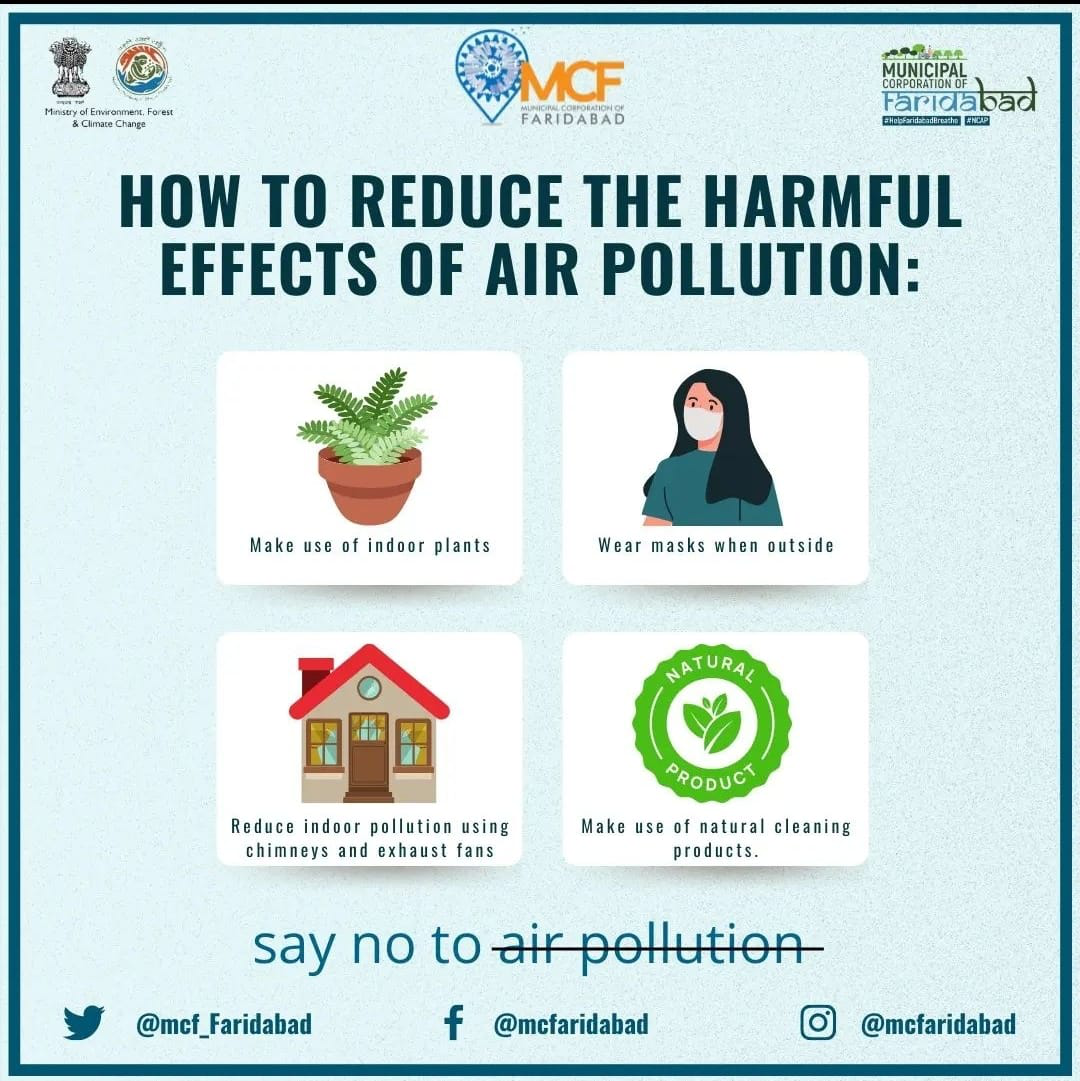 Ministry of Environment, Forest
& Climate Change
MCF
MUNICIPAL CORPORATION OF
FARIDABAD
MUNICIPAL
CORPORATION OF
Faridabad
#HelpFaridabadBreathe #NCAP
HOW TO REDUCE THE HARMFUL
EFFECTS OF AIR POLLUTION:
Make use of indoor plants
Wear masks when outside
Reduce indoor pollution using
chimneys and exhaust fans
NATURAL
PRODUCT
Make use of natural cleaning
products.
say no to air pollution
@mcf_Faridabad
@mcfaridabad
@mcfaridabad